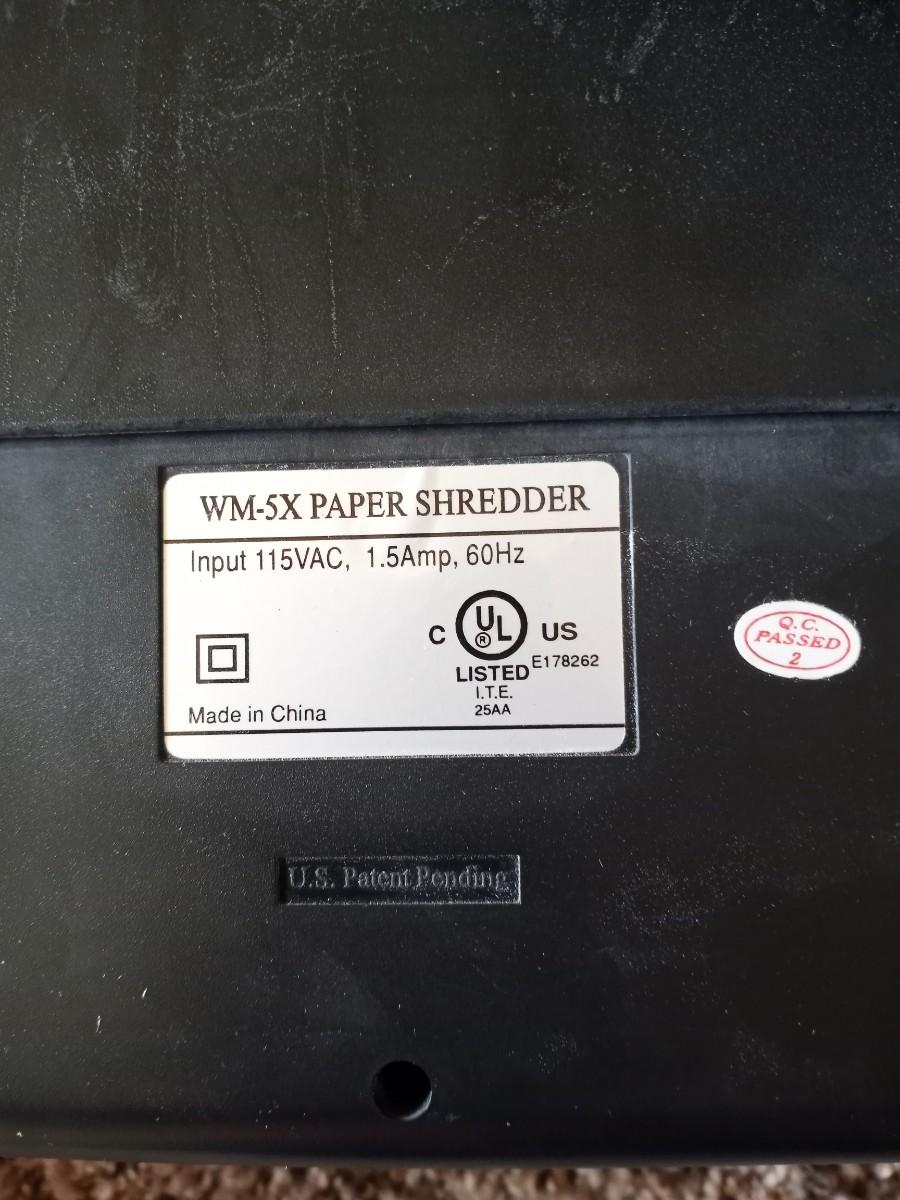 WM-5X PAPER SHREDDER
Input 115VAC, 1.5Amp, 60Hz
C UL ® US
LISTED E178262
I.T.E.
25AA
Made in China
Q.C.
PASSED
2
U.S. Patent Pending